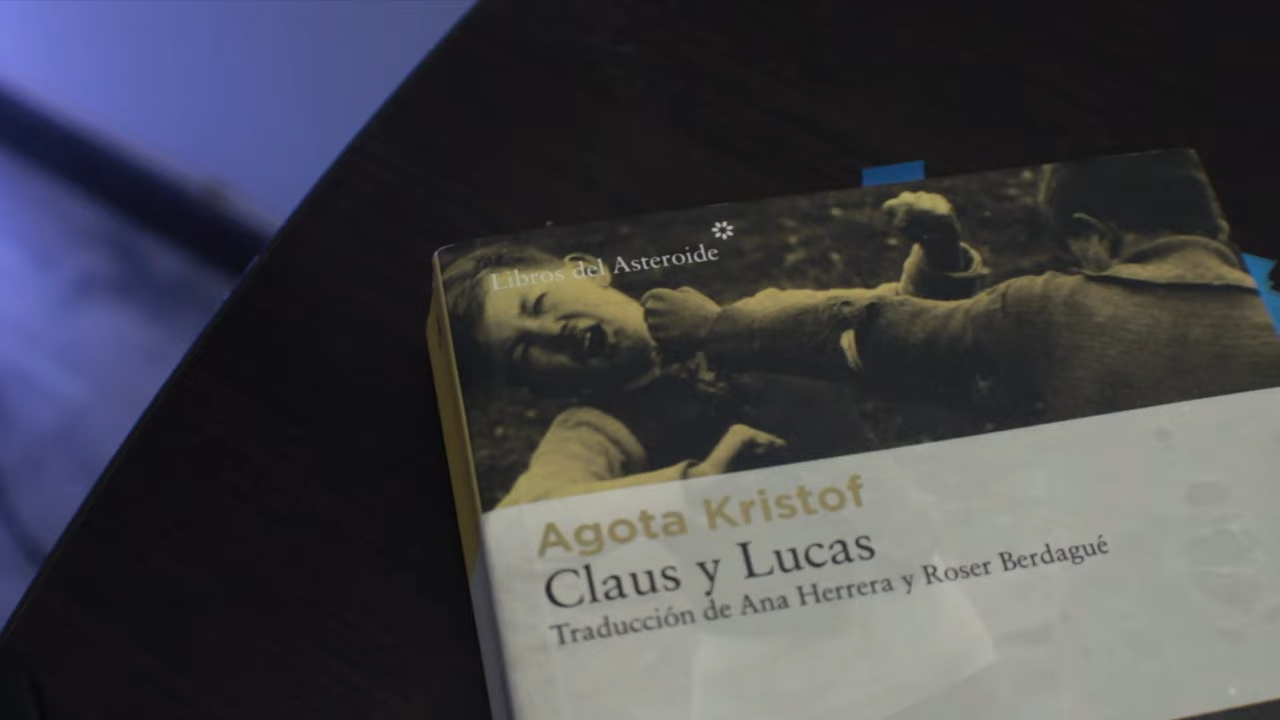 Libros del Asteroide
Agota Kristof
Claus y Lucas
Traducción de Ana Herrera y Roser Berdagué